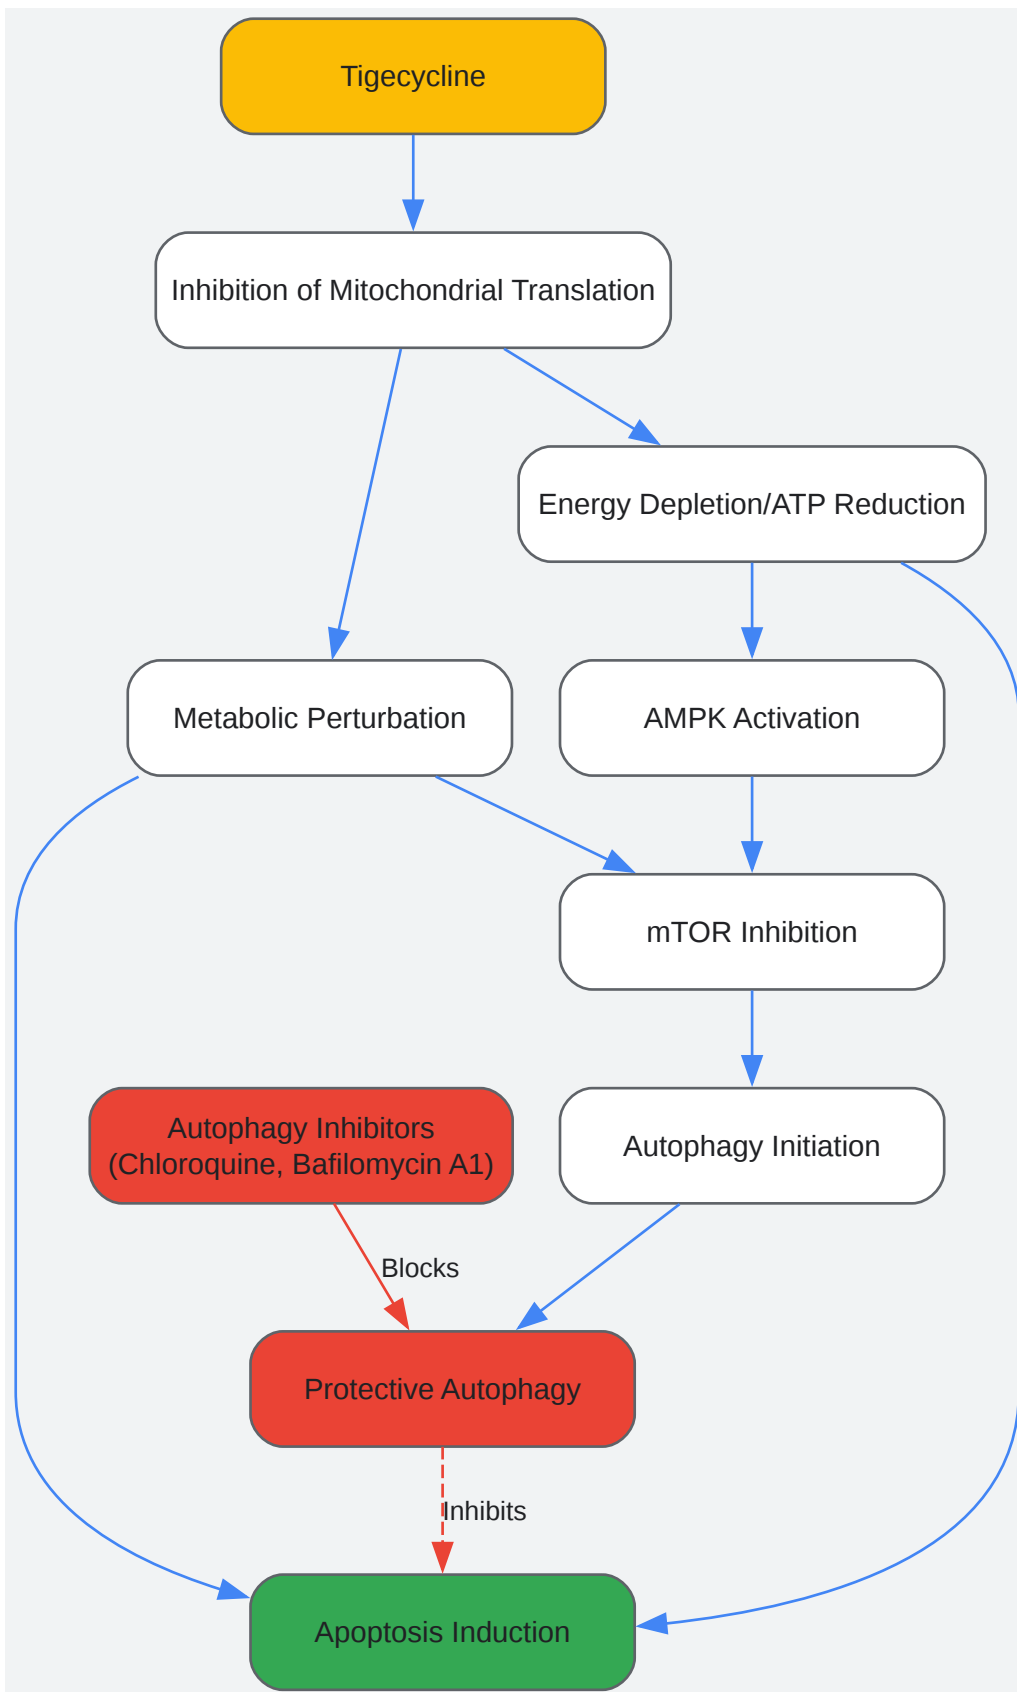 Tigecycline
Inhibition of Mitochondrial Translation
Energy Depletion/ATP Reduction
Metabolic Perturbation
AMPK Activation
mTOR Inhibition
Autophagy Inhibitors
(Chloroquine, Bafilomycin A1)
Autophagy Initiation
Blocks
Protective Autophagy
Inhibits
Apoptosis Induction